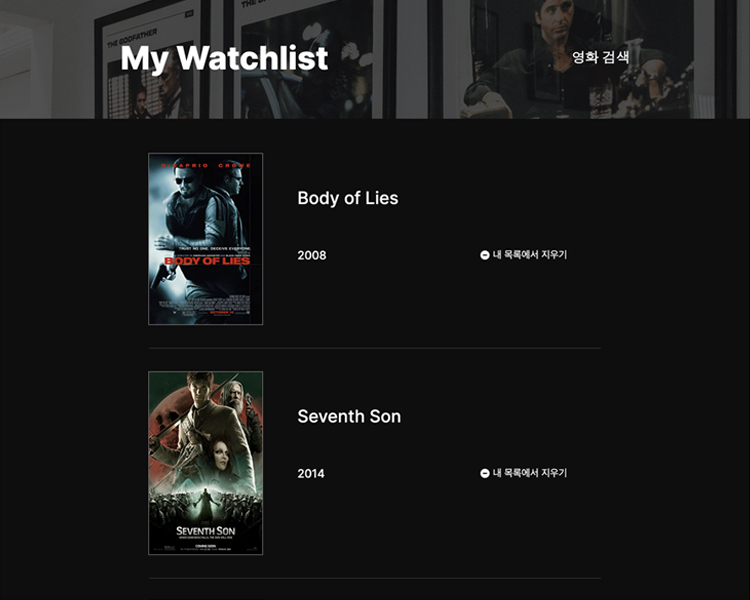 THE GODFATHER
My Watchlist
영화 검색
DICAPRIO CROWE
TRUST NO ONE. DECEIVE EVERYONE
BODY OF LIES
Body of Lies
2008
내 목록에서 지우기
SEVENTH SON
COMING SOON
Seventh Son
2014
내 목록에서 지우기